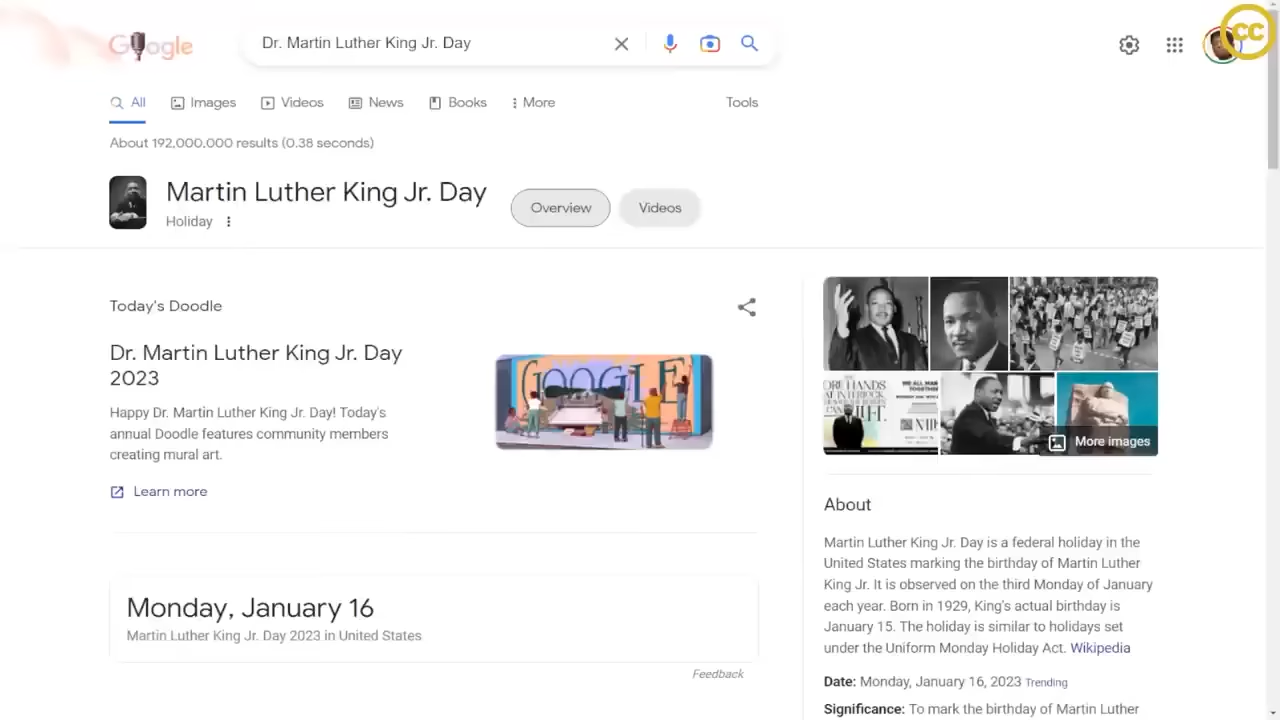 Google
Dr. Martin Luther King Jr. Day
CC
All Images Videos News Books More Tools
About 192,000,000 results (0.38 seconds)
Martin Luther King Jr. Day
Holiday
Overview Videos
Today's Doodle
Dr. Martin Luther King Jr. Day
2023
Happy Dr. Martin Luther King Jr. Day! Today's
annual Doodle features community members
creating mural art.
Learn more
GOOGLE
Monday, January 16
Martin Luther King Jr. Day 2023 in United States
Feedback
More images
About
Martin Luther King Jr. Day is a federal holiday in the
United States marking the birthday of Martin Luther
King Jr. It is observed on the third Monday of January
each year. Born in 1929, King's actual birthday is
January 15. The holiday is similar to holidays set
under the Uniform Monday Holiday Act. Wikipedia
Date: Monday, January 16, 2023 Trending
Significance: To mark the birthday of Martin Luther